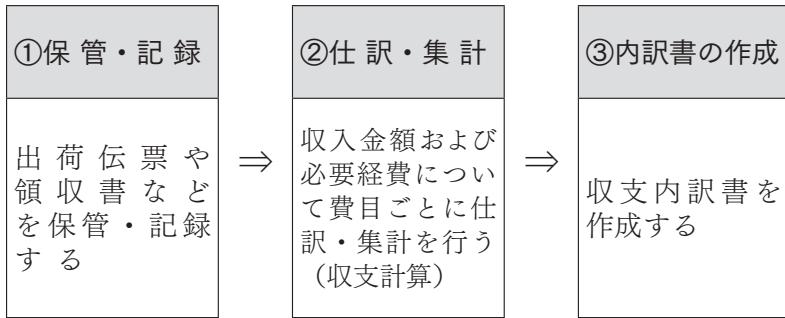 ①保管・記録
出荷伝票や
領収書など
を保管・記録
する
⇒
②仕訳・集計
収入金額および
必要経費につい
て費目ごとに仕
訳・集計を行う
（収支計算）
⇒
③内訳書の作成
収支内訳書を
作成する